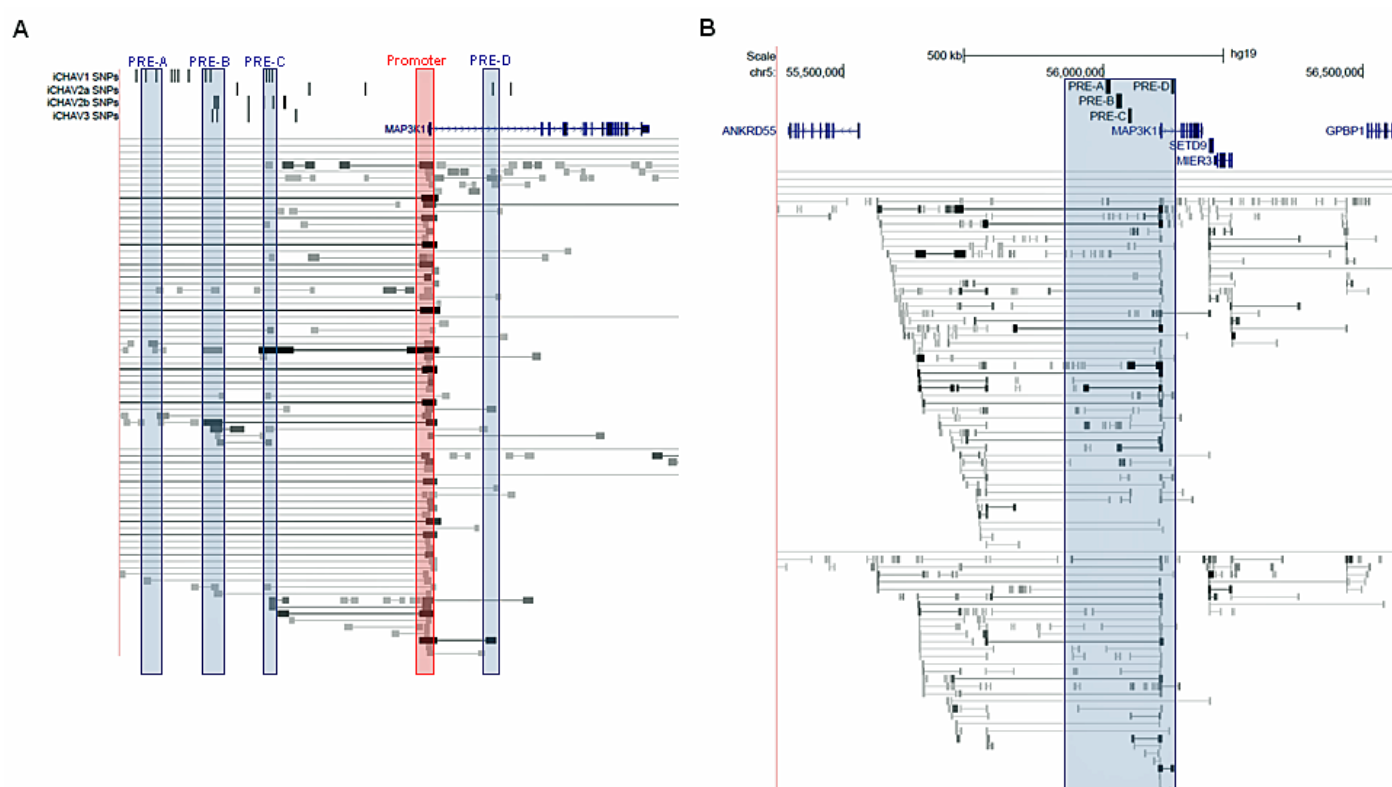 A
PRE-A PRE-B PRE-C Promoter PRE-D
iCHAV1 SNPs
iCHAV2a SNPs
iCHAV2b SNPs
iCHAV3 SNPs
MAP3K1
B
Scale 500 kb hg19
chr5: 55,500,000 56,000,000 56,500,000
PRE-A PRE-D
PRE-B
PRE-C
ANKRD55 MAP3K1 GPBP1
SETD9
MIER3